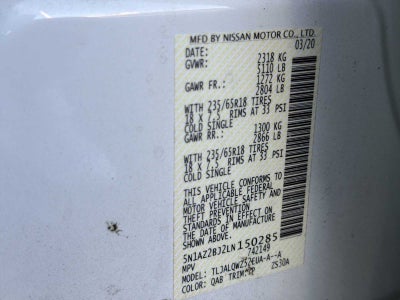 MFD BY NISSAN MOTOR CO., LTD.
DATE: 03/20
GVWR: 2318 KG
5110 LB
GAWR FR.: 1272 KG
2804 LB
WITH 235/65R18 TIRES
18 X 7.5 RIMS AT 33 PSI
COLD SINGLE
GAWR RR.: 1300 KG
2866 LB
WITH 235/65R18 TIRES
18 X 7.5 RIMS AT 33 PSI
COLD SINGLE
THIS VEHICLE CONFORMS TO
ALL APPLICABLE FEDERAL
MOTOR VEHICLE SAFETY AND
THEFT PREVENTION
STANDARDS IN EFFECT ON
THE DATE OF MANUFACTURE
SHOWN ABOVE.
5N1AZ2BJ2LN150285
MPV 742149
MODEL:
COLOR: QAB TRIM: